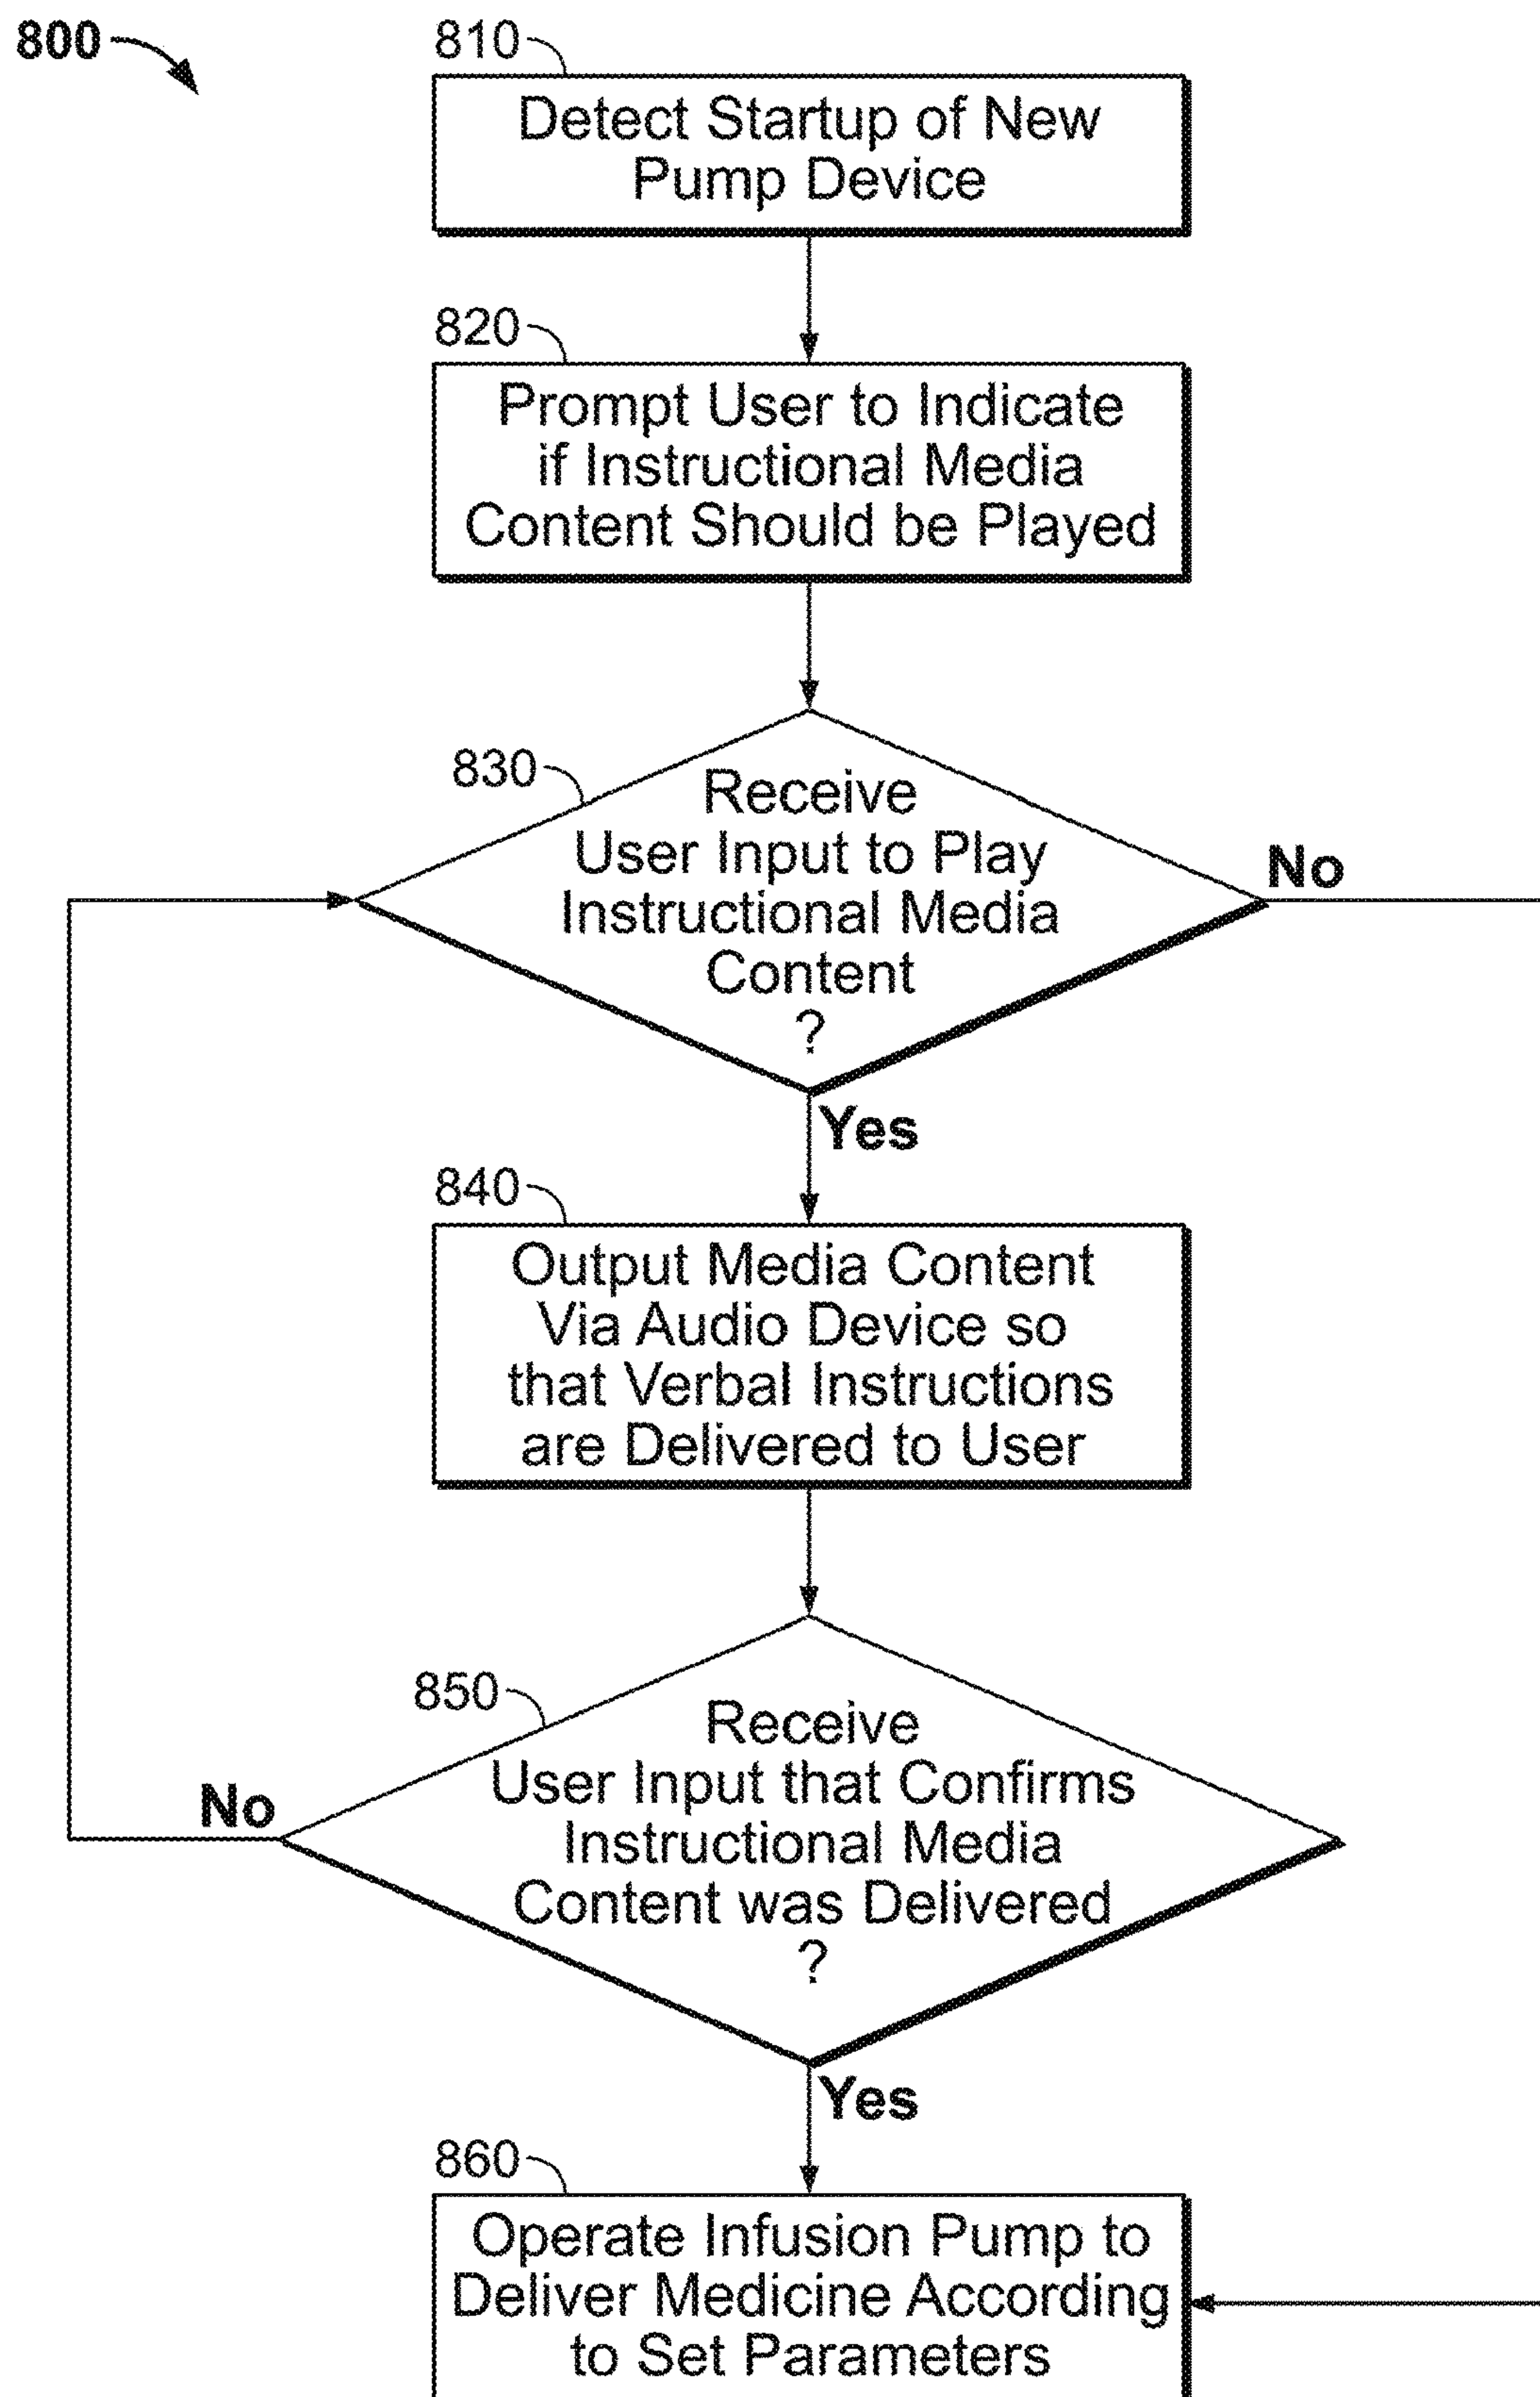 800
810
Detect Startup of New
Pump Device
820
Prompt User to Indicate
if Instructional Media
Content Should be Played
830
Receive
User Input to Play
Instructional Media
Content
?
No
Yes
840
Output Media Content
Via Audio Device so
that Verbal Instructions
are Delivered to User
850
Receive
User Input that Confirms
Instructional Media
Content was Delivered
?
No
Yes
860
Operate Infusion Pump to
Deliver Medicine According
to Set Parameters